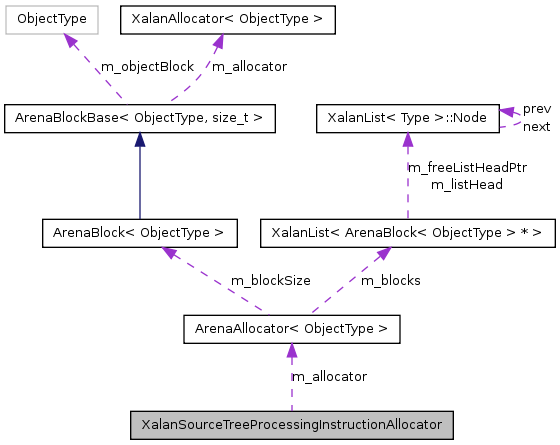 ObjectType
XalanAllocator< ObjectType >
m_objectBlock
m_allocator
ArenaBlockBase< ObjectType, size_t >
XalanList< Type >::Node
prev
next
m_freeListHeadPtr
m_listHead
ArenaBlock< ObjectType >
XalanList< ArenaBlock< ObjectType > * >
m_blockSize
m_blocks
ArenaAllocator< ObjectType >
m_allocator
XalanSourceTreeProcessingInstructionAllocator